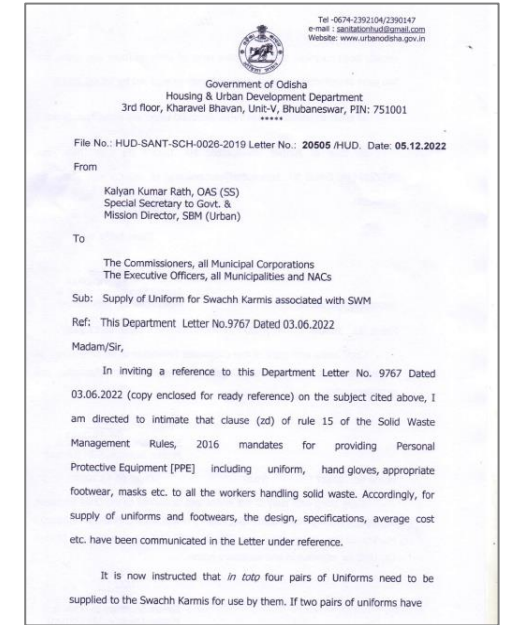 Tel -0674-2392104/2390147
e-mail : sanitationhud@gmail.com
Website: www.urbanodisha.gov.in
Government of Odisha
Housing & Urban Development Department
3rd floor, Kharavel Bhavan, Unit-V, Bhubaneswar, PIN: 751001
*****
File No.: HUD-SANT-SCH-0026-2019 Letter No.: 20505 /HUD. Date: 05.12.2022
From
Kalyan Kumar Rath, OAS (SS)
Special Secretary to Govt. &
Mission Director, SBM (Urban)
To
The Commissioners, all Municipal Corporations
The Executive Officers, all Municipalities and NACs
Sub: Supply of Uniform for Swachh Karmis associated with SWM
Ref: This Department Letter No.9767 Dated 03.06.2022
Madam/Sir,
In inviting a reference to this Department Letter No. 9767 Dated
03.06.2022 (copy enclosed for ready reference) on the subject cited above, I
am directed to intimate that clause (zd) of rule 15 of the Solid Waste
Management Rules, 2016 mandates for providing Personal
Protective Equipment [PPE] including uniform, hand gloves, appropriate
footwear, masks etc. to all the workers handling solid waste. Accordingly, for
supply of uniforms and footwears, the design, specifications, average cost
etc. have been communicated in the Letter under reference.
It is now instructed that in toto four pairs of Uniforms need to be
supplied to the Swachh Karmis for use by them. If two pairs of uniforms have